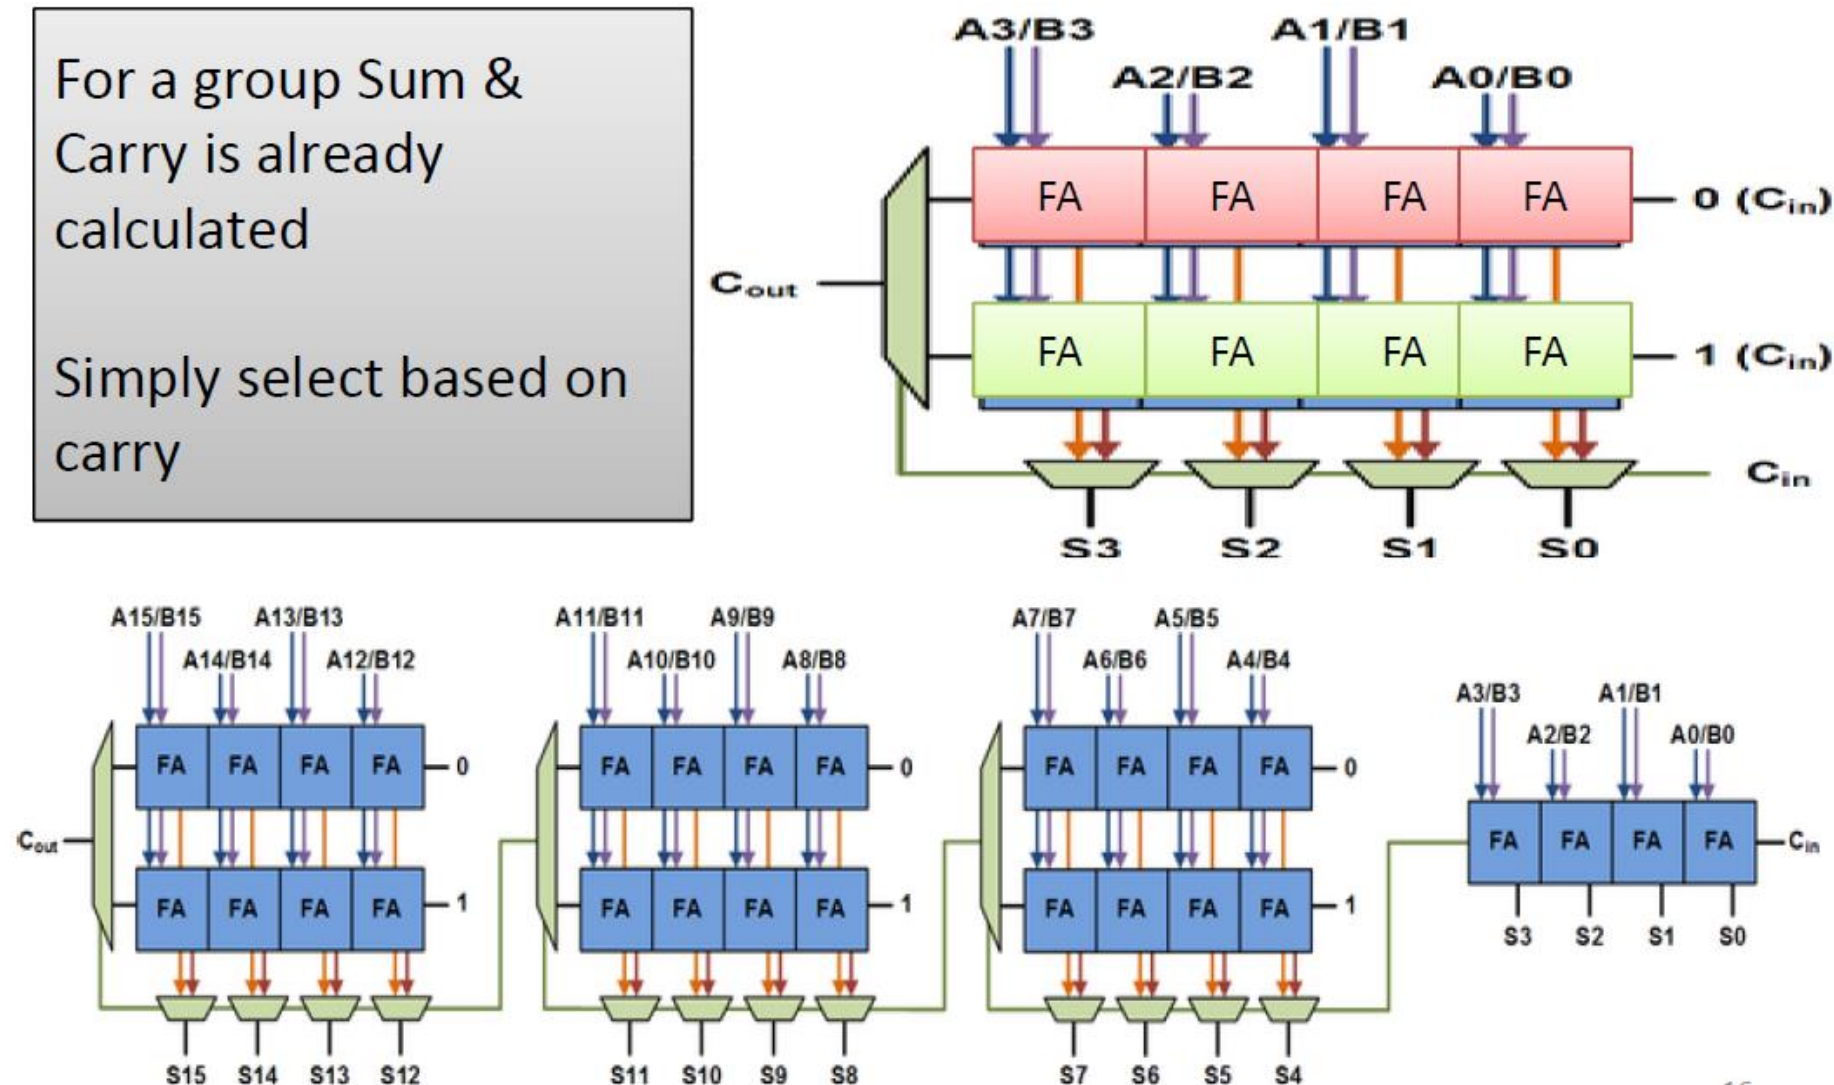 For a group Sum &
Carry is already
calculated
Simply select based on
carry
A3/B3 A1/B1
A2/B2 A0/B0
FA FA FA FA 0 (Cin)
Cout
FA FA FA FA 1 (Cin)
Cin
S3 S2 S1 S0
A15/B15 A13/B13 A11/B11 A9/B9 A7/B7 A5/B5
A14/B14 A12/B12 A10/B10 A8/B8 A6/B6 A4/B4
A3/B3 A1/B1
A2/B2 A0/B0
FA FA FA FA 0 FA FA FA FA 0 FA FA FA FA 0
Cout FA FA FA FA Cin
FA FA FA FA 1 FA FA FA FA 1 FA FA FA FA 1
S3 S2 S1 S0
S15 S14 S13 S12 S11 S10 S9 S8 S7 S6 S5 S4